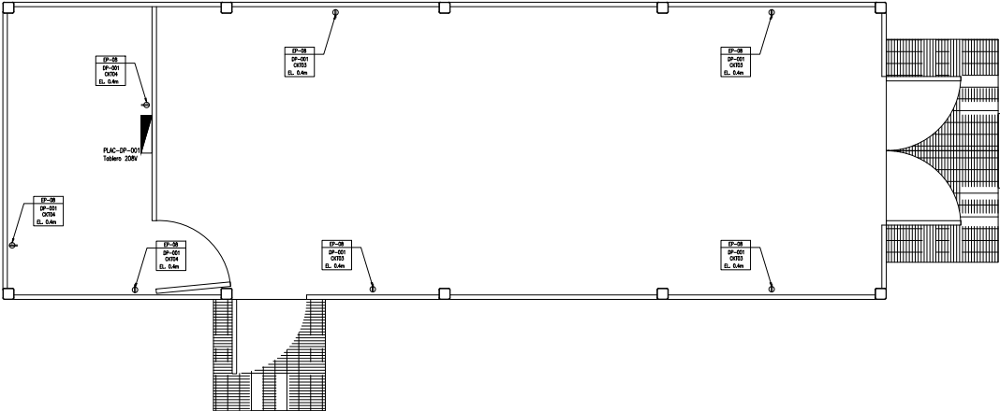 EP-08
DP-001
CKT03
EL. 0.4m
EP-08
DP-001
CKT03
EL. 0.4m
EP-08
DP-001
CKT04
EL. 0.4m
PLAC-DP-001
Tablero 208V
EP-08
DP-001
CKT04
EL. 0.4m
EP-08
DP-001
CKT04
EL. 0.4m
EP-08
DP-001
CKT03
EL. 0.4m
EP-08
DP-001
CKT03
EL. 0.4m